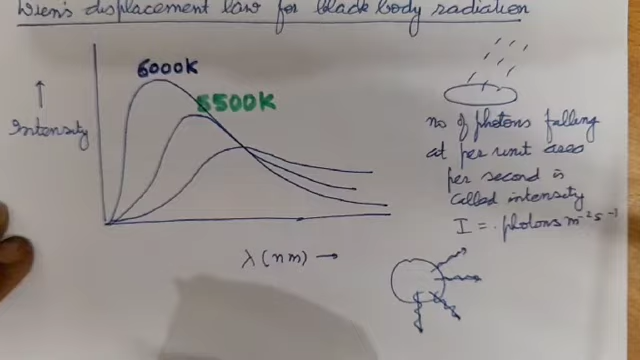 Wien's displacement law for black body radiation
6000K
5500K
Intensity
λ (nm)
no of photons falling
at per unit area
per second is
called intensity
I = . photons m⁻² s⁻¹